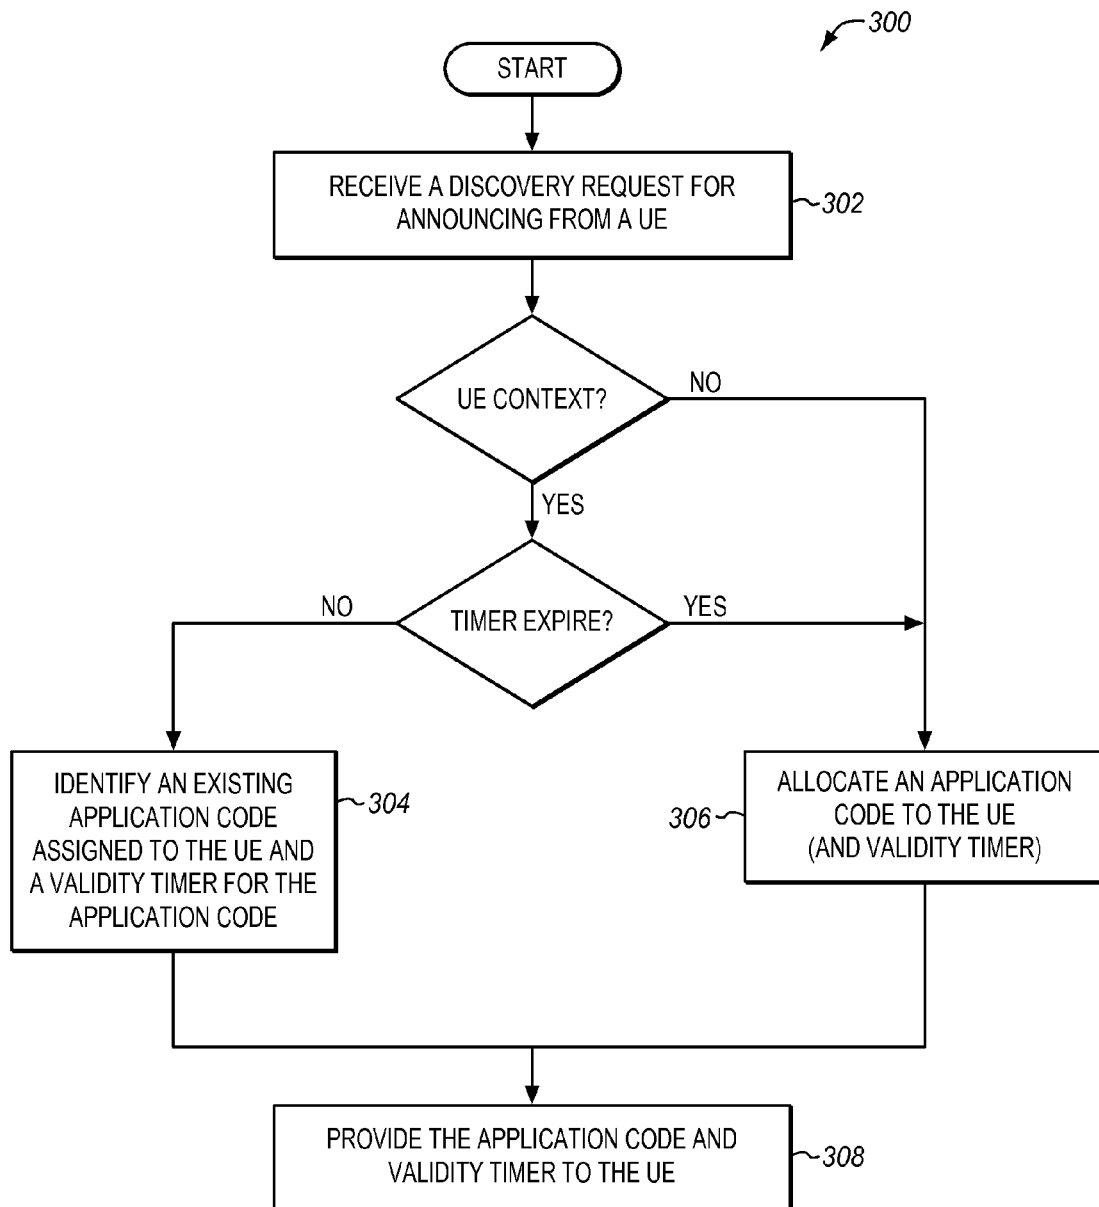 300
START
RECEIVE A DISCOVERY REQUEST FOR
ANNOUNCING FROM A UE
302
UE CONTEXT?
NO
YES
TIMER EXPIRE?
NO
YES
IDENTIFY AN EXISTING
APPLICATION CODE
ASSIGNED TO THE UE AND
A VALIDITY TIMER FOR THE
APPLICATION CODE
304
ALLOCATE AN APPLICATION
CODE TO THE UE
(AND VALIDITY TIMER)
306
PROVIDE THE APPLICATION CODE AND
VALIDITY TIMER TO THE UE
308